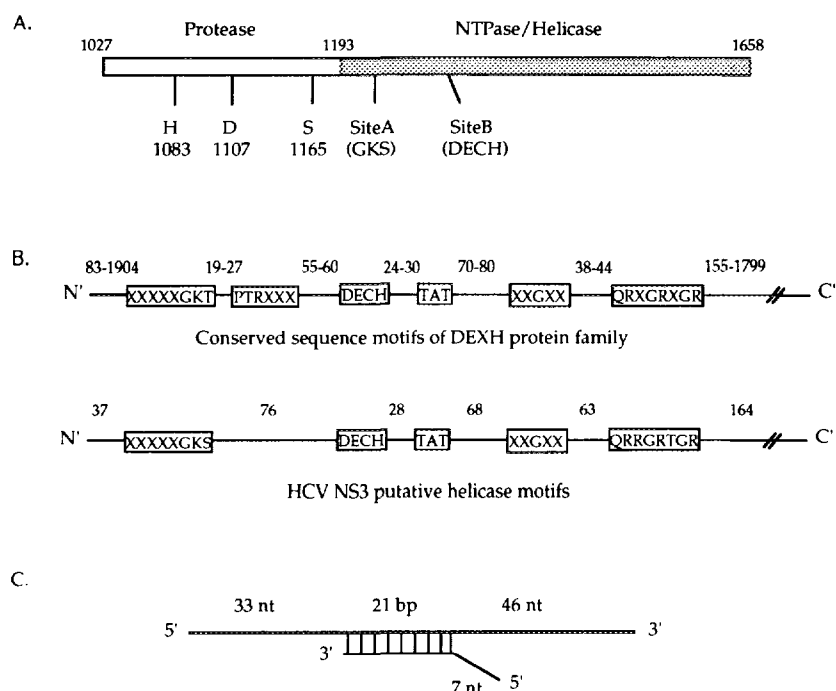 A.
Protease NTPase/Helicase
1027 1193 1658
H D S SiteA SiteB
1083 1107 1165 (GKS) (DECH)
B.
83-1904 19-27 55-60 24-30 70-80 38-44 155-1799
N' XXXXXGKT PTRXXX DECH TAT XXGXX QRXGRXGR C'
Conserved sequence motifs of DEXH protein family
37 76 28 68 63 164
N' XXXXXGKS DECH TAT XXGXX QRRGRTGR C'
HCV NS3 putative helicase motifs
C.
33 nt 21 bp 46 nt
5' 3'
3'
7 nt 5'